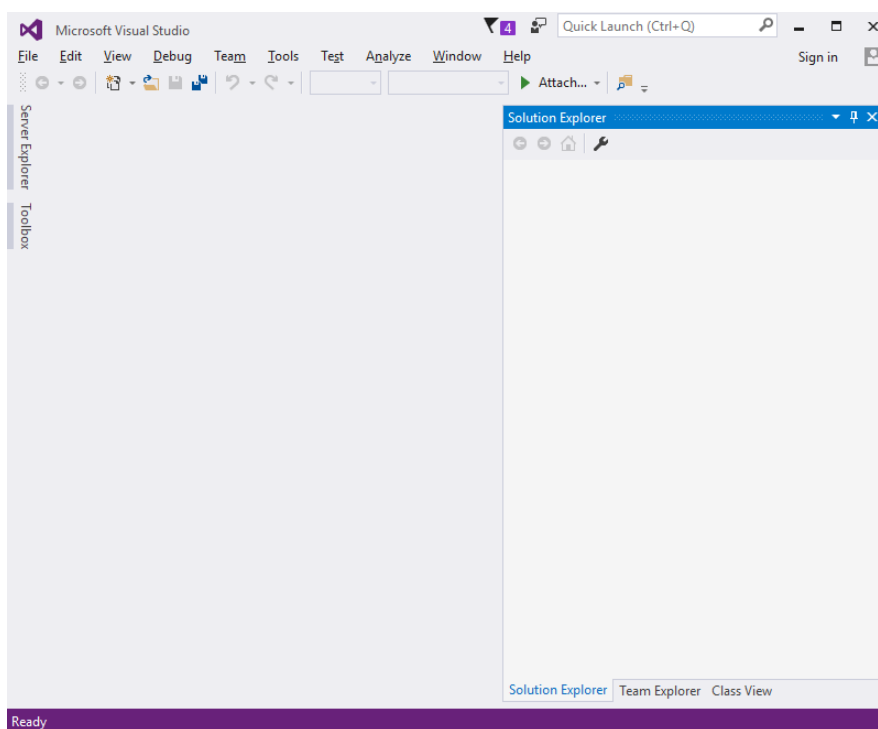 Microsoft Visual Studio
4
Quick Launch (Ctrl+Q)
File Edit View Debug Team Tools Test Analyze Window Help
Sign in
Attach...
Server Explorer
Toolbox
Solution Explorer
Solution Explorer Team Explorer Class View
Ready